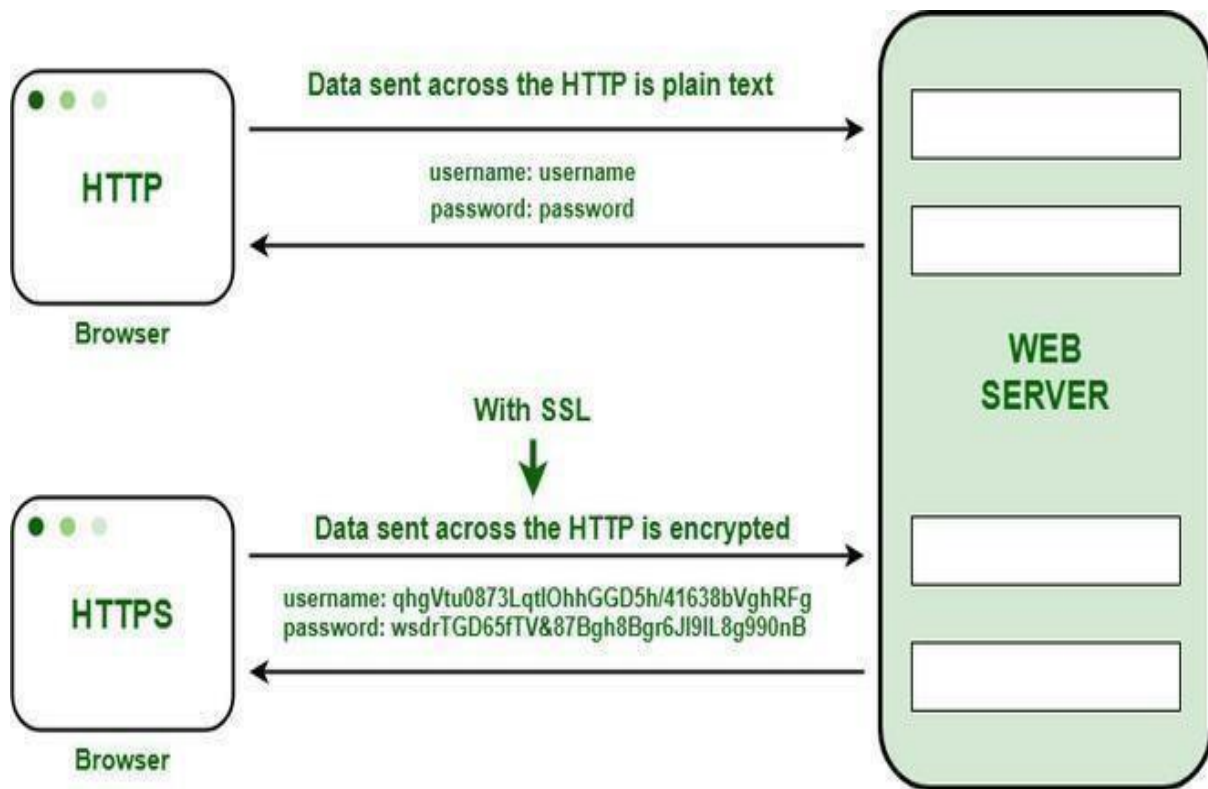 Data sent across the HTTP is plain text
HTTP
username: username
password: password
Browser
WEB
SERVER
With SSL
Data sent across the HTTP is encrypted
HTTPS
username: qhgVtu0873LqtlOhhGGD5h/41638bVghRFg
password: wsdrTGD65fTV&87Bgh8Bgr6Jl9lL8g990nB
Browser